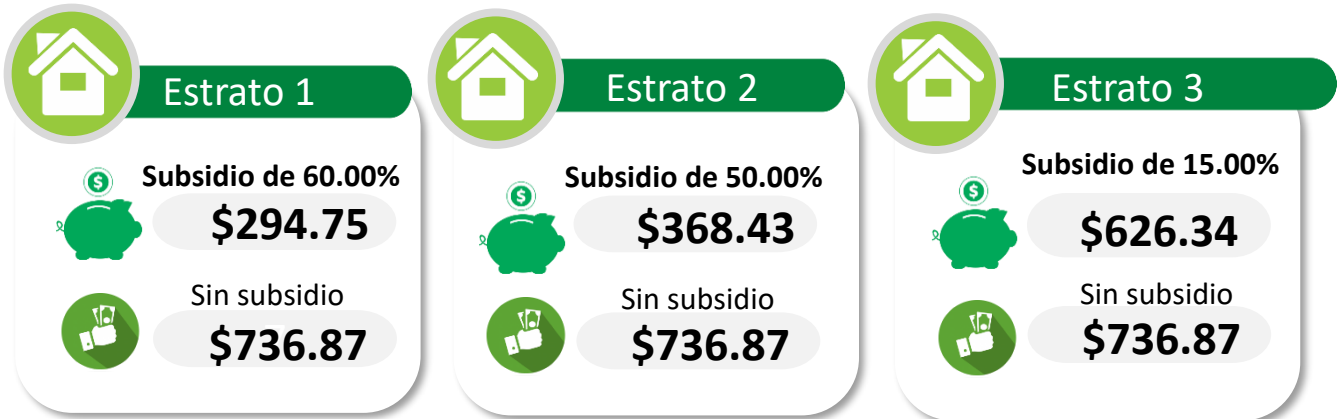 Estrato 1
Subsidio de 60.00%
$
$294.75
Sin subsidio
$736.87
Estrato 2
Subsidio de 50.00%
$
$368.43
Sin subsidio
$736.87
Estrato 3
Subsidio de 15.00%
$
$626.34
Sin subsidio
$736.87